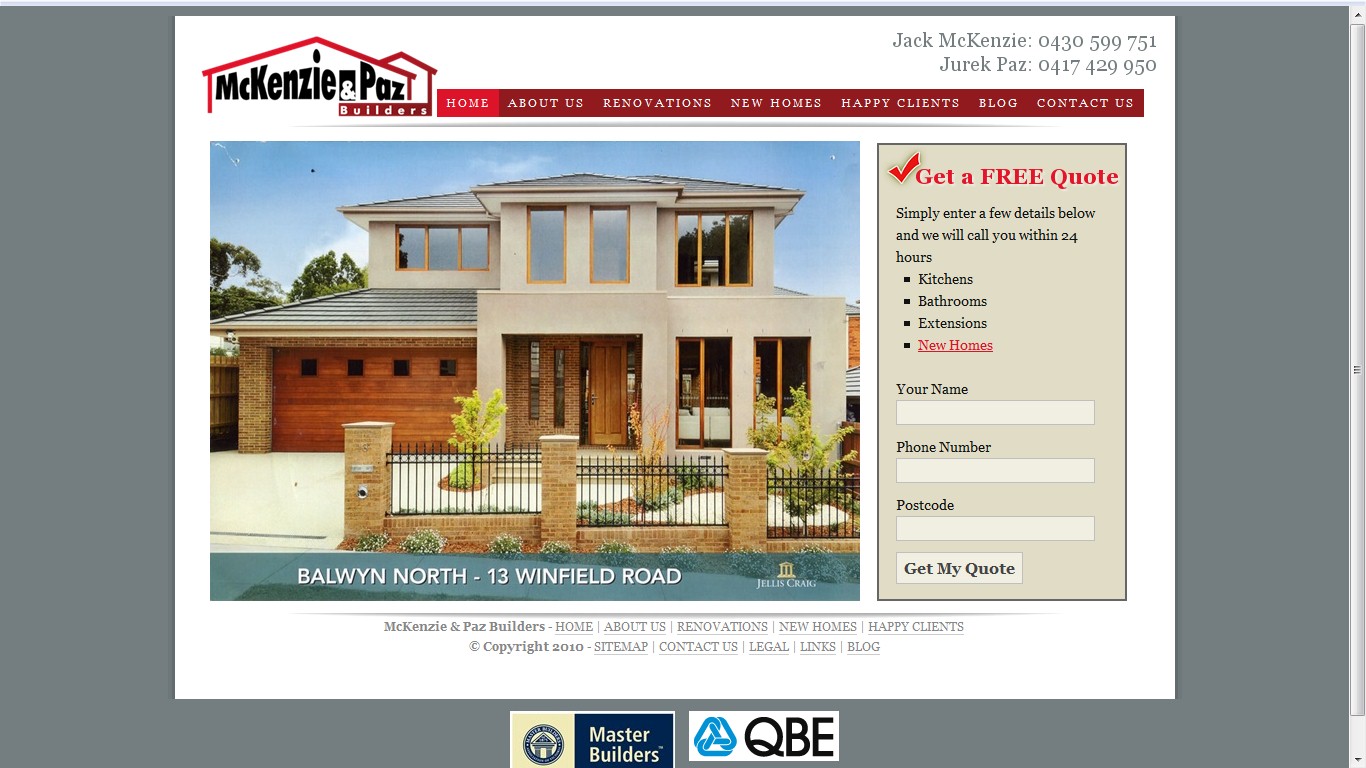 McKenzie & Paz
Builders
Jack McKenzie: 0430 599 751
Jurek Paz: 0417 429 950
HOME ABOUT US RENOVATIONS NEW HOMES HAPPY CLIENTS BLOG CONTACT US
BALWYN NORTH - 13 WINFIELD ROAD
JELLIS CRAIG
Get a FREE Quote
Simply enter a few details below
and we will call you within 24
hours
Kitchens
Bathrooms
Extensions
New Homes
Your Name
Phone Number
Postcode
Get My Quote
McKenzie & Paz Builders - HOME | ABOUT US | RENOVATIONS | NEW HOMES | HAPPY CLIENTS
© Copyright 2010 - SITEMAP | CONTACT US | LEGAL | LINKS | BLOG
Master
Builders™
QBE